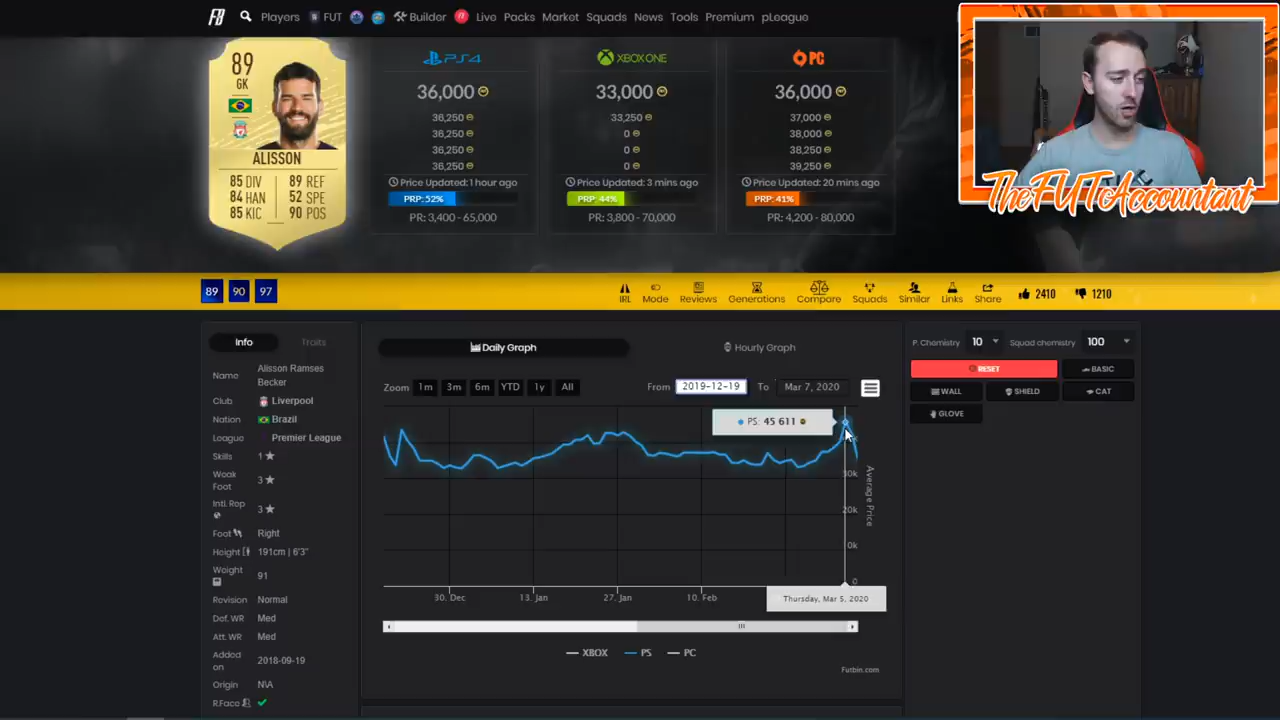 FB Players FUT Builder Live Packs Market Squads News Tools Premium pLeague
89
GK
ALISSON
85 DIV 89 REF
84 HAN 52 SPE
85 KIC 90 POS
PS4
36,000
36,250
36,250
36,250
36,250
Price Updated: 1 hour ago
PRP: 52%
PR: 3,400 - 65,000
XBOX ONE
33,000
33,250
0
0
0
Price Updated: 3 mins ago
PRP: 44%
PR: 3,800 - 70,000
PC
36,000
37,000
38,000
38,250
39,250
Price Updated: 20 mins ago
PRP: 41%
PR: 4,200 - 80,000
TheFUTAccountant
89 90 97
IRL Mode Reviews Generations Compare Squads Similar Links Share 2410 1210
Info Traits
Name Alisson Ramses Becker
Club Liverpool
Nation Brazil
League Premier League
Skills 1
Weak Foot 3
Intl. Rep 3
Foot Right
Height 191cm | 6'3"
Weight 91
Revision Normal
Def. WR Med
Att. WR Med
Added on 2018-09-19
Origin N\A
R.Face
Daily Graph Hourly Graph
Zoom 1m 3m 6m YTD 1y All From 2019-12-19 To Mar 7, 2020
PS: 45 611
20k
0
Average Price
30. Dec 13. Jan 27. Jan 10. Feb
Thursday, Mar 5, 2020
XBOX PS PC
Futbin.com
P. Chemistry 10 Squad chemistry 100
RESET BASIC
WALL SHIELD CAT
GLOVE